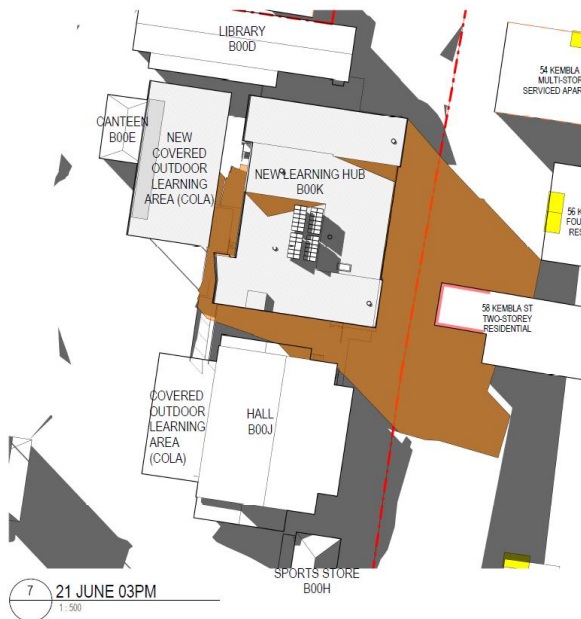 LIBRARY
B00D
54 KEMBLA
MULTI-STOR
SERVICED APAR
CANTEEN
B00E
NEW
COVERED
OUTDOOR
LEARNING
AREA (COLA)
NEW LEARNING HUB
B00K
56 K
FOU
RES
58 KEMBLA ST
TWO-STOREY
RESIDENTIAL
COVERED
OUTDOOR
LEARNING
AREA
(COLA)
HALL
B00J
SPORTS STORE
B00H
7
21 JUNE 03PM
1 : 500